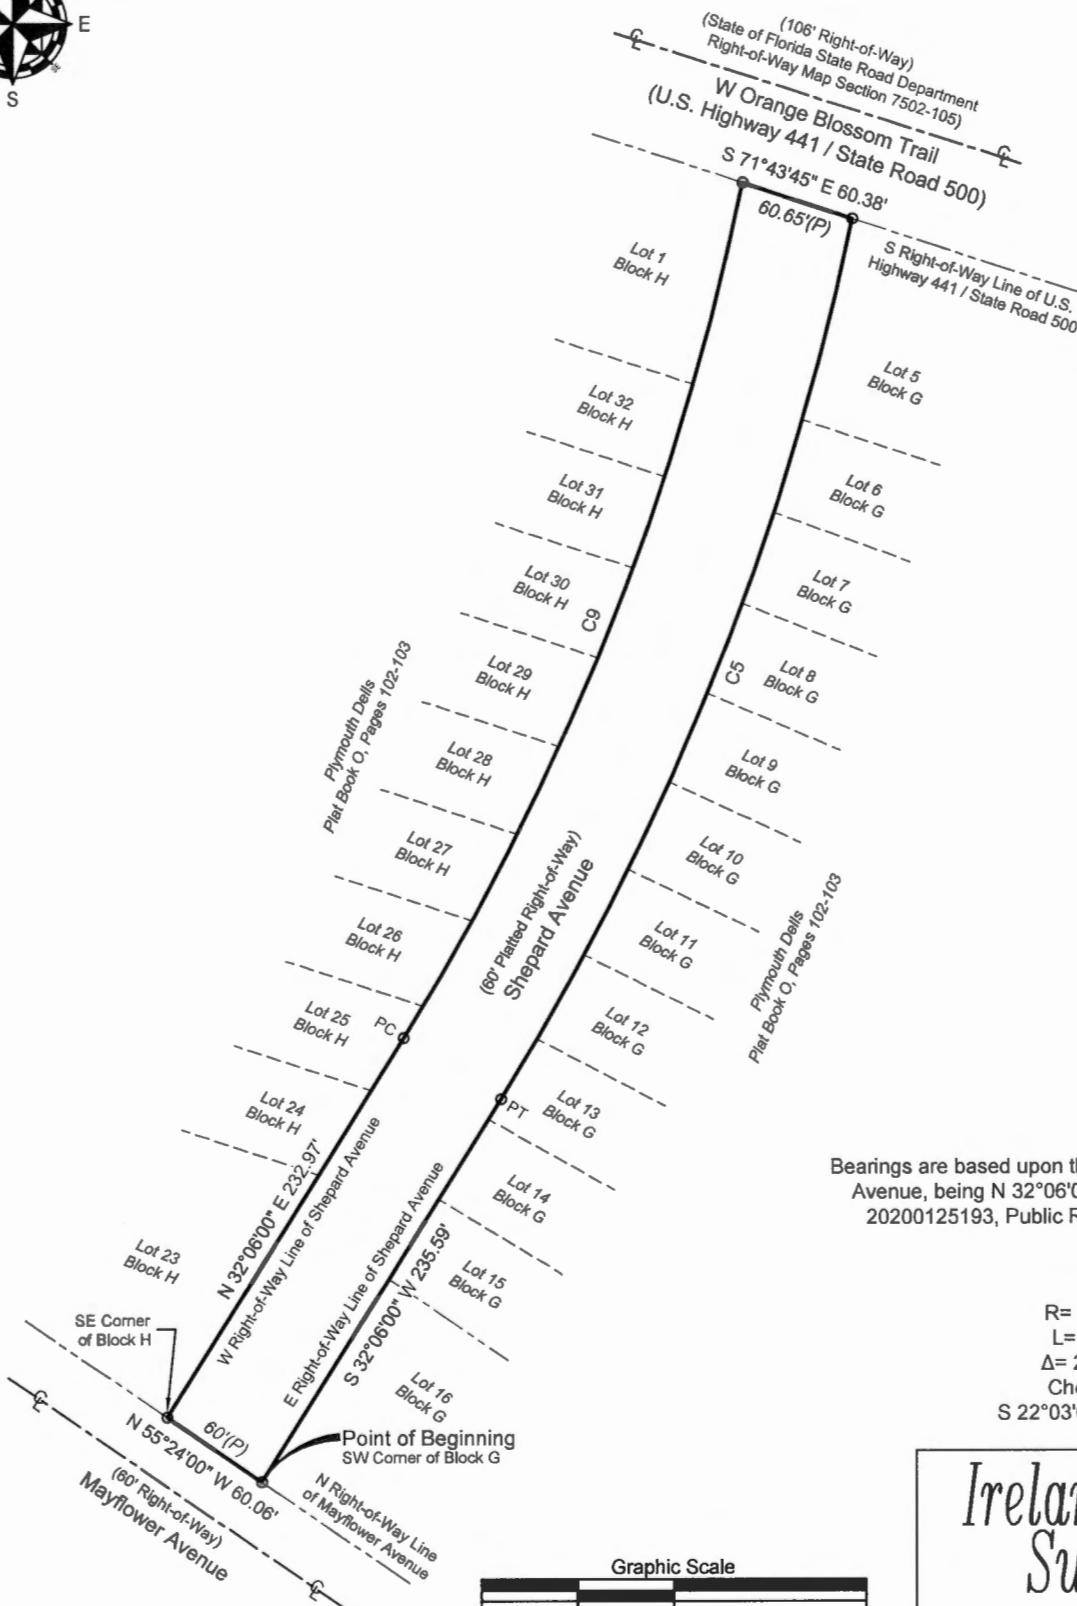 E
S
(106' Right-of-Way)
(State of Florida State Road Department
Right-of-Way Map Section 7502-105)
W Orange Blossom Trail
(U.S. Highway 441 / State Road 500)
S 71°43'45" E 60.38'
60.65'(P)
S Right-of-Way Line of U.S.
Highway 441 / State Road 500
Lot 1
Block H
Lot 32
Block H
Lot 31
Block H
Lot 30
Block H
Lot 29
Block H
Lot 28
Block H
Lot 27
Block H
Lot 26
Block H
Lot 25
Block H
Lot 24
Block H
Lot 23
Block H
Lot 5
Block G
Lot 6
Block G
Lot 7
Block G
Lot 8
Block G
Lot 9
Block G
Lot 10
Block G
Lot 11
Block G
Lot 12
Block G
Lot 13
Block G
Lot 14
Block G
Lot 15
Block G
Lot 16
Block G
C9
C5
Plymouth Dells
Plat Book O, Pages 102-103
Plymouth Dells
Plat Book O, Pages 102-103
(60' Platted Right-of-Way)
Shepard Avenue
PC
PT
N 32°06'00" E 232.97'
W Right-of-Way Line of Shepard Avenue
E Right-of-Way Line of Shepard Avenue
S 32°06'00" W 235.59'
SE Corner
of Block H
60'(P)
N 55°24'00" W 60.06'
Point of Beginning
SW Corner of Block G
N Right-of-Way Line
of Mayflower Avenue
(60' Right-of-Way)
Mayflower Avenue
Bearings are based upon
Avenue, being N 32°06'
20200125193, Public
R=
L=
Δ=
S 22°03'
Graphic Scale